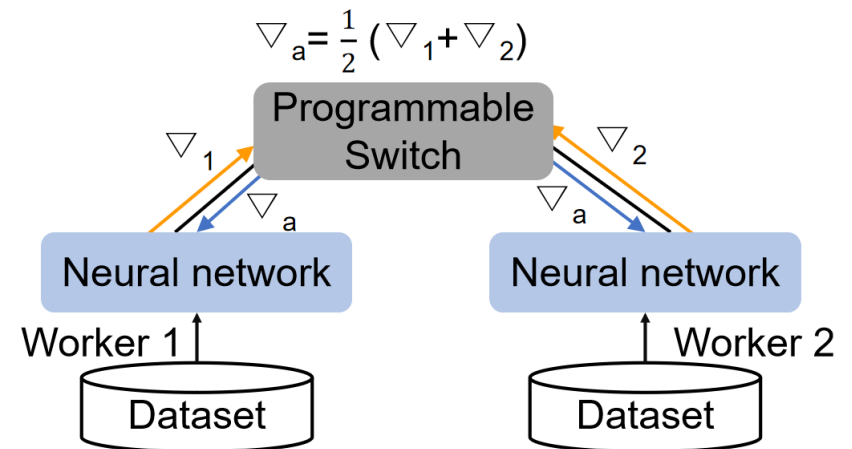 ▽a= 1/2 (▽1+▽2)
Programmable
Switch
▽1
▽2
▽a
▽a
Neural network
Neural network
Worker 1
Worker 2
Dataset
Dataset